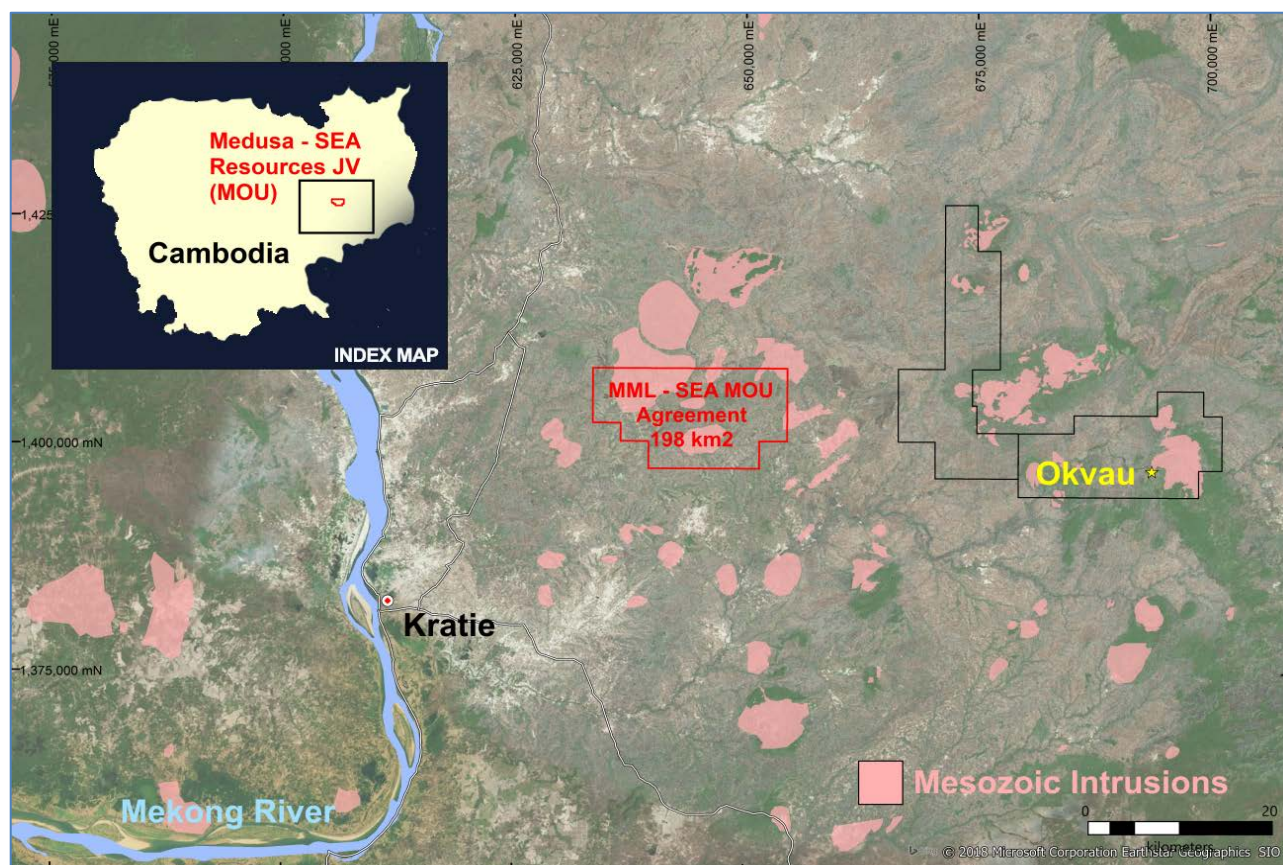 625,000 mE
650,000 mE
675,000 mE
700,000 mE
Medusa - SEA
Resources JV
(MOU)
Cambodia
INDEX MAP
1,400,000 mN
1,375,000 mN
MML - SEA MOU
Agreement
198 km2
Okvau
Kratie
Mekong River
Mesozoic Intrusions
0
20
kilometers
© 2018 Microsoft Corporation Earthstar Geographics SIO